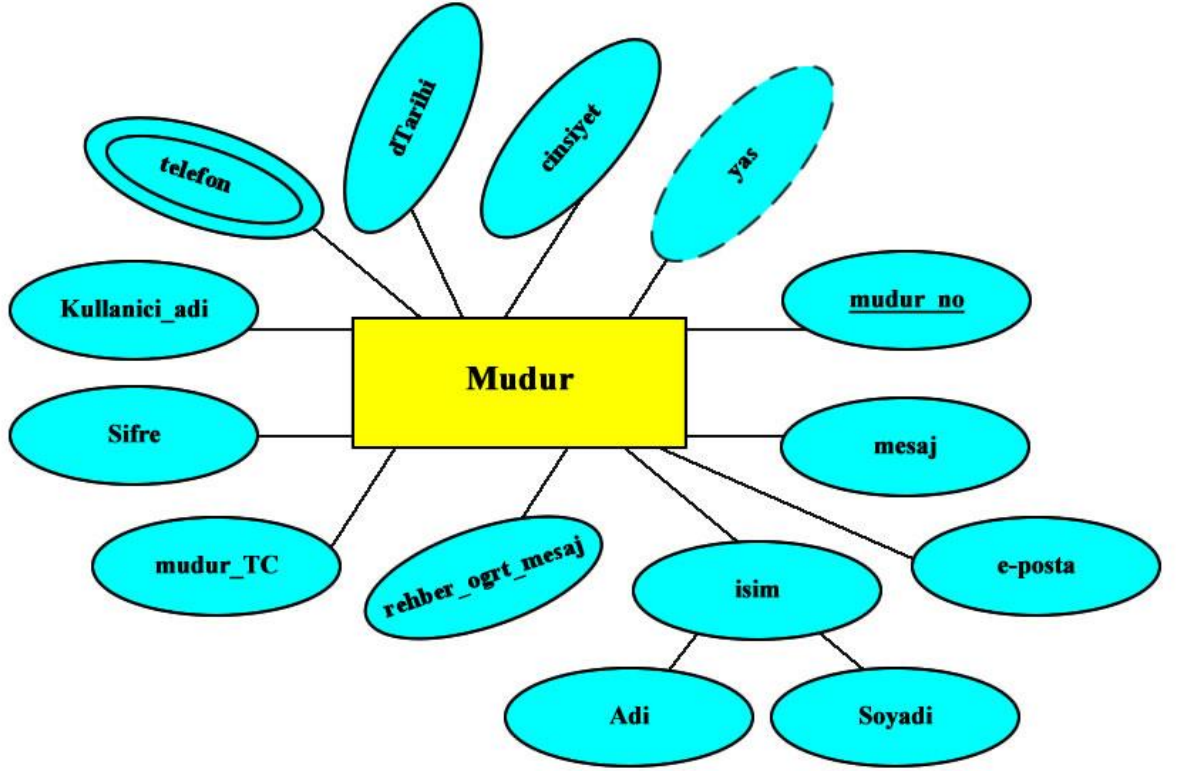 dTarihi
cinsiyet
yas
telefon
Kullanici_adi
mudur_no
Mudur
Sifre
mesaj
mudur_TC
rehber_ogrt_mesaj
isim
e-posta
Adi
Soyadi